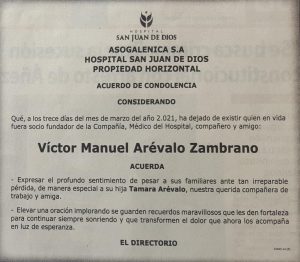 HOSPITAL
SAN JUAN DE DIOS
ASOGALENICA S.A
HOSPITAL SAN JUAN DE DIOS
PROPIEDAD HORIZONTAL
ACUERDO DE CONDOLENCIA
CONSIDERANDO
Qué, a los trece días del mes de marzo del año 2.021, ha dejado de existir quien en vida
fuera socio fundador de la Compañía, Médico del Hospital, compañero y amigo:
Víctor Manuel Arévalo Zambrano
ACUERDA
- Expresar el profundo sentimiento de pesar a sus familiares ante tan irreparable
pérdida, de manera especial a su hija Tamara Arévalo, nuestra querida compañera
de trabajo y amiga.
- Elevar una oración implorando se guarden recuerdos maravillosos que les den fortaleza
para continuar siempre sonriendo y que transformen el dolor que ahora los acompaña
en luz de esperanza.
EL DIRECTORIO